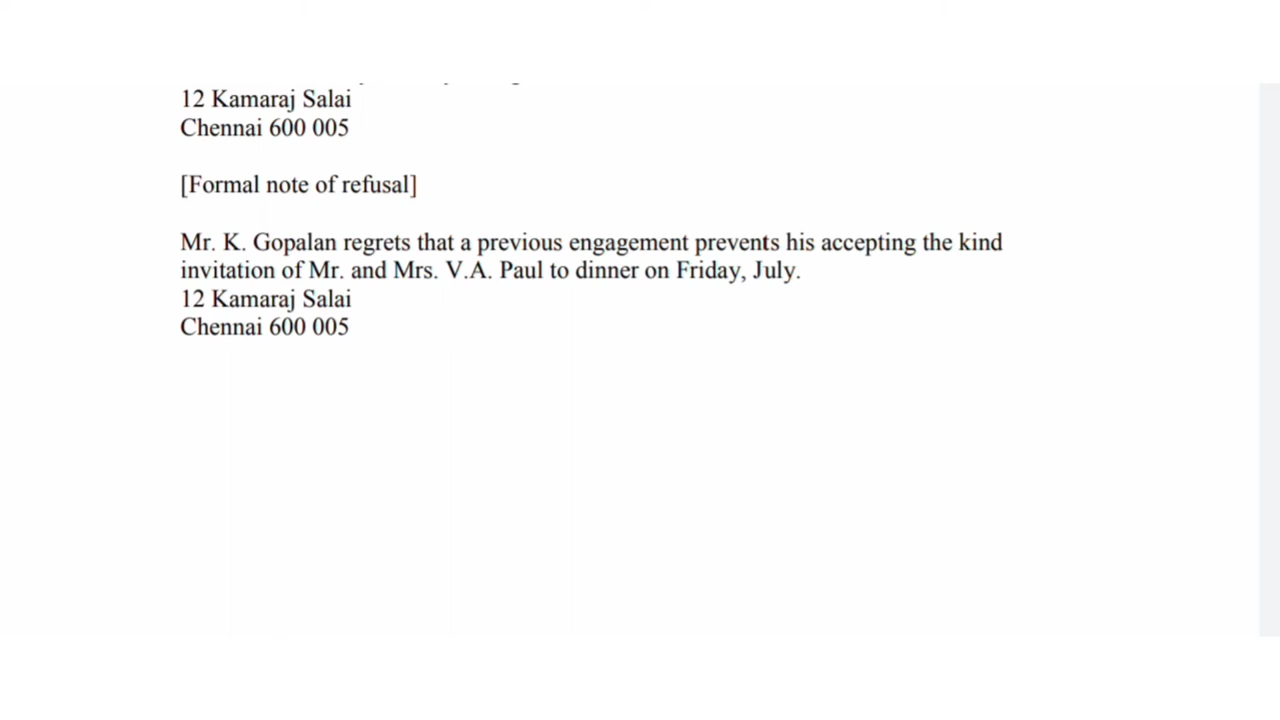 12 Kamaraj Salai
Chennai 600 005
[Formal note of refusal]
Mr. K. Gopalan regrets that a previous engagement prevents his accepting the kind
invitation of Mr. and Mrs. V.A. Paul to dinner on Friday, July.
12 Kamaraj Salai
Chennai 600 005